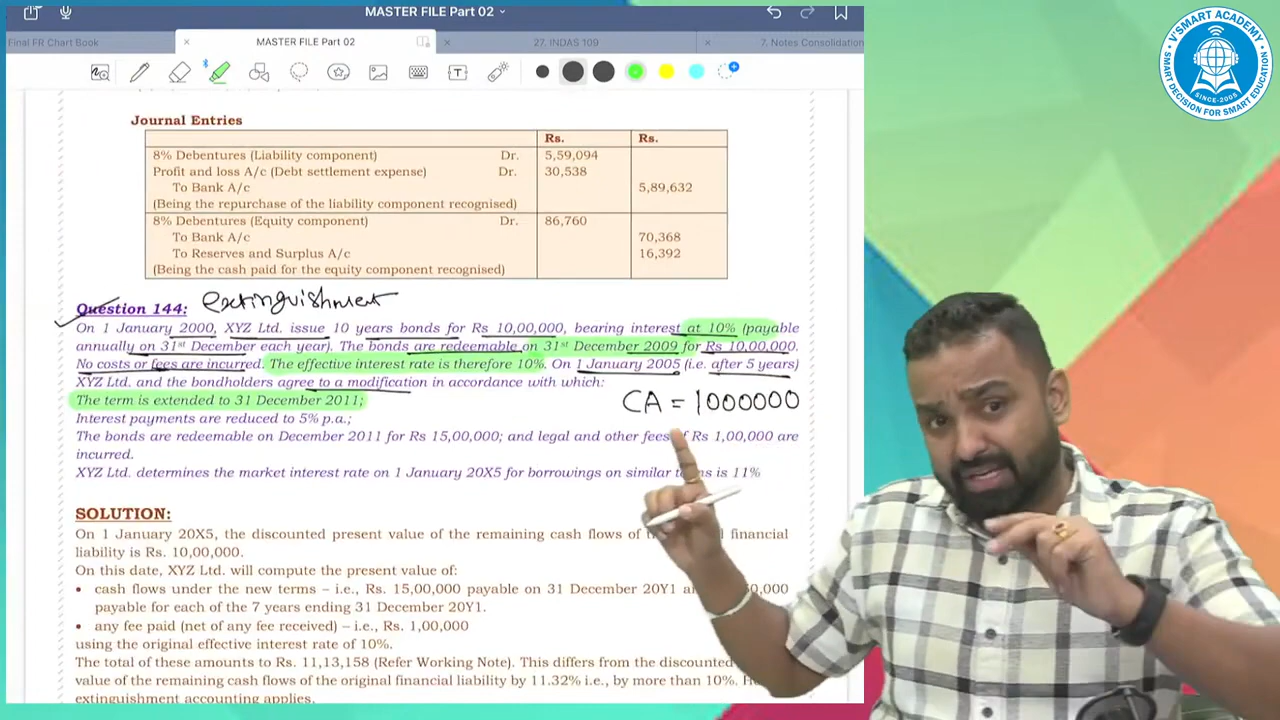 MASTER FILE Part 02
Final FR Chart Book
MASTER FILE Part 02
27. INDAS 109
7. Notes Consolidation
V'SMART ACADEMY
SINCE-2005
SMART DECISION FOR SMART EDUCATION
Journal Entries
Rs. Rs.
8% Debentures (Liability component) Dr. 5,59,094
Profit and loss A/c (Debt settlement expense) Dr. 30,538
To Bank A/c 5,89,632
(Being the repurchase of the liability component recognised)
8% Debentures (Equity component) Dr. 86,760
To Bank A/c 70,368
To Reserves and Surplus A/c 16,392
(Being the cash paid for the equity component recognised)
Question 144: extinguishment
On 1 January 2000, XYZ Ltd. issue 10 years bonds for Rs 10,00,000, bearing interest at 10% (payable
annually on 31st December each year). The bonds are redeemable on 31st December 2009 for Rs 10,00,000.
No costs or fees are incurred. The effective interest rate is therefore 10%. On 1 January 2005 (i.e. after 5 years)
XYZ Ltd. and the bondholders agree to a modification in accordance with which:
The term is extended to 31 December 2011;
CA = 1000000
Interest payments are reduced to 5% p.a.;
The bonds are redeemable on December 2011 for Rs 15,00,000; and legal and other fees of Rs 1,00,000 are
incurred.
XYZ Ltd. determines the market interest rate on 1 January 20X5 for borrowings on similar terms is 11%
SOLUTION:
On 1 January 20X5, the discounted present value of the remaining cash flows of financial
liability is Rs. 10,00,000.
On this date, XYZ Ltd. will compute the present value of:
• cash flows under the new terms – i.e., Rs. 15,00,000 payable on 31 December 20Y1
payable for each of the 7 years ending 31 December 20Y1.
• any fee paid (net of any fee received) – i.e., Rs. 1,00,000
using the original effective interest rate of 10%.
The total of these amounts to Rs. 11,13,158 (Refer Working Note). This differs from the discounted
value of the remaining cash flows of the original financial liability by 11.32% i.e., by more than 10%.
extinguishment accounting applies.